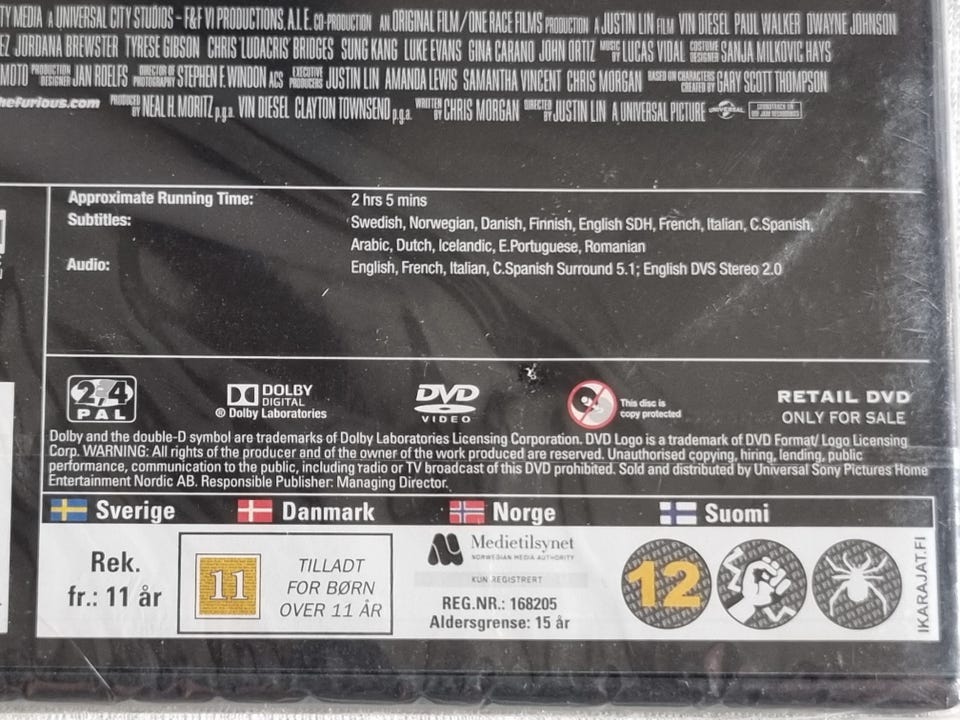 TY MEDIA A UNIVERSAL CITY STUDIOS - F&F VI PRODUCTIONS, A.I.E. CO-PRODUCTION AN ORIGINAL FILM/ONE RACE FILMS PRODUCTION A JUSTIN LIN FILM VIN DIESEL PAUL WALKER DWAYNE JOHNSON
EZ JORDANA BREWSTER TYRESE GIBSON CHRIS 'LUDACRIS' BRIDGES SUNG KANG LUKE EVANS GINA CARANO JOHN ORTIZ MUSIC BY LUCAS VIDAL COSTUME DESIGNER SANJA MILKOVIC HAYS
MOTO PRODUCTION DESIGNER JAN ROELFS DIRECTOR OF PHOTOGRAPHY STEPHEN F. WINDON ACS EXECUTIVE PRODUCERS JUSTIN LIN AMANDA LEWIS SAMANTHA VINCENT CHRIS MORGAN BASED ON CHARACTERS CREATED BY GARY SCOTT THOMPSON
heFurious.com PRODUCED BY NEAL H. MORITZ p.g.a. VIN DIESEL CLAYTON TOWNSEND p.g.a. WRITTEN BY CHRIS MORGAN DIRECTED BY JUSTIN LIN A UNIVERSAL PICTURE UNIVERSAL SOUNDTRACK ON DEF JAM RECORDINGS
Approximate Running Time: 2 hrs 5 mins
Subtitles: Swedish, Norwegian, Danish, Finnish, English SDH, French, Italian, C.Spanish,
Arabic, Dutch, Icelandic, E.Portuguese, Romanian
Audio: English, French, Italian, C.Spanish Surround 5.1; English DVS Stereo 2.0
2,4 PAL
DOLBY
DIGITAL
® Dolby Laboratories
DVD
VIDEO
This disc is
copy protected
RETAIL DVD
ONLY FOR SALE
Dolby and the double-D symbol are trademarks of Dolby Laboratories Licensing Corporation. DVD Logo is a trademark of DVD Format/ Logo Licensing
Corp. WARNING: All rights of the producer and of the owner of the work produced are reserved. Unauthorised copying, hiring, lending, public
performance, communication to the public, including radio or TV broadcast of this DVD prohibited. Sold and distributed by Universal Sony Pictures Home
Entertainment Nordic AB. Responsible Publisher: Managing Director.
Sverige Danmark Norge Suomi
Rek.
fr.: 11 år
11
TILLADT
FOR BØRN
OVER 11 ÅR
Medietilsynet
NORWEGIAN MEDIA AUTHORITY
KUN REGISTRERT
REG.NR.: 168205
Aldersgrense: 15 år
12
IKARAJAT.FI